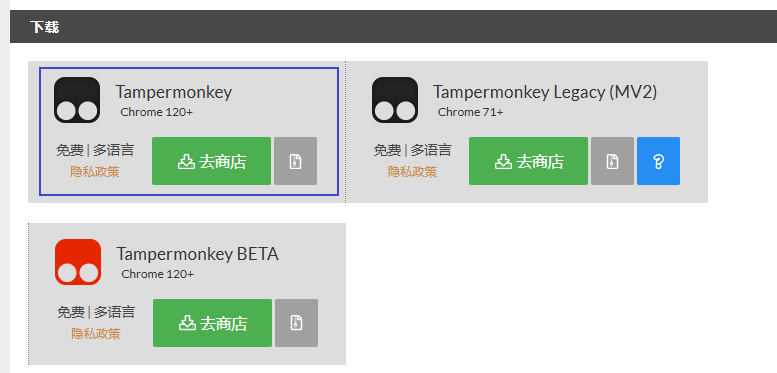 下载
Tampermonkey
Chrome 120+
免费 | 多语言
隐私政策
去商店
Tampermonkey Legacy (MV2)
Chrome 71+
免费 | 多语言
隐私政策
去商店
Tampermonkey BETA
Chrome 120+
免费 | 多语言
隐私政策
去商店